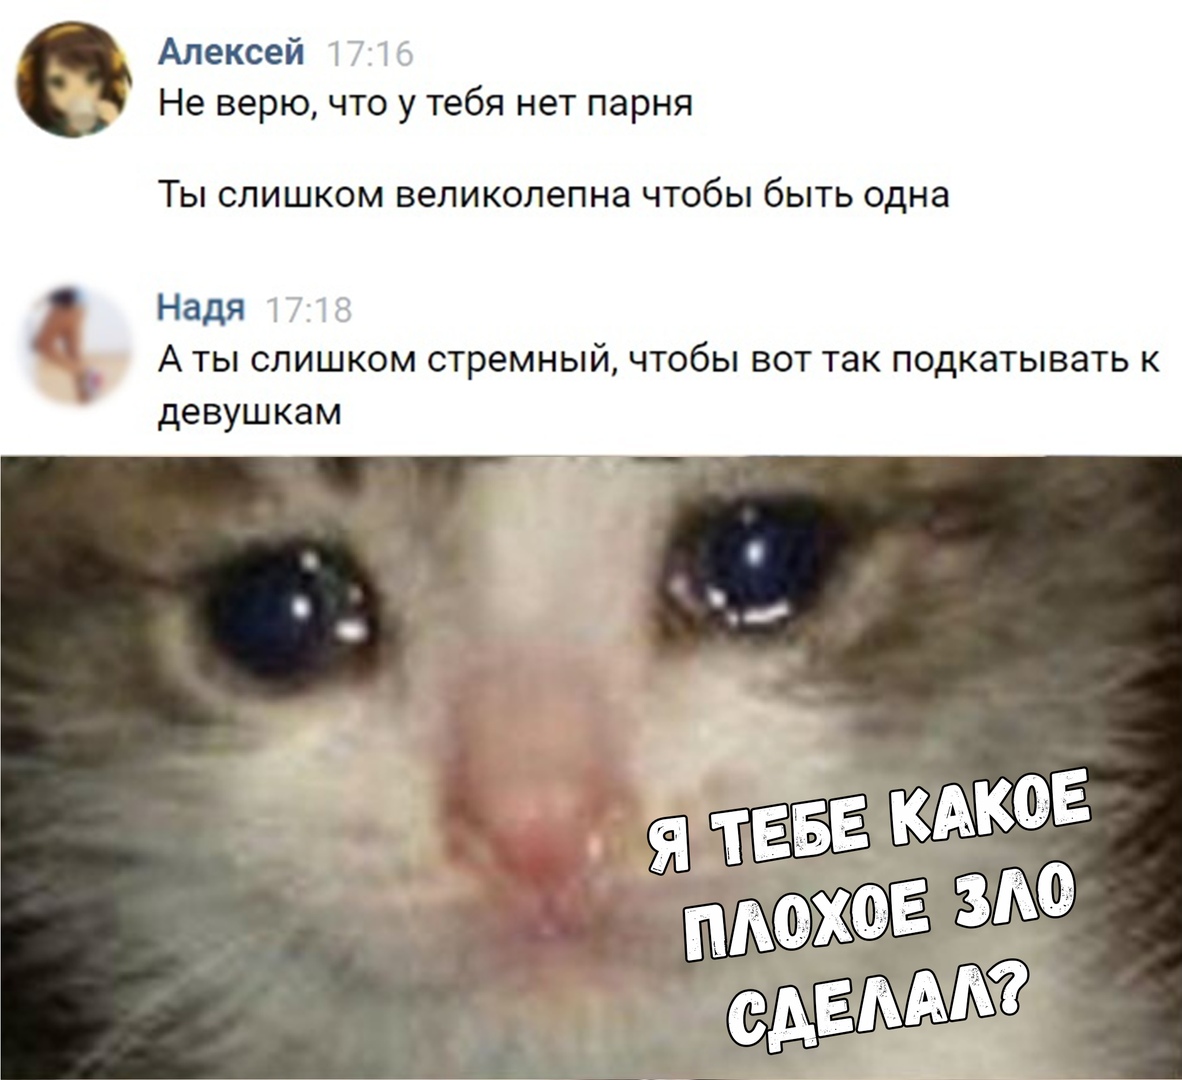 Алексей 17:16
Не верю, что у тебя нет парня
Ты слишком великолепна чтобы быть одна
Надя 17:18
А ты слишком стремный, чтобы вот так подкатывать к
девушкам
Я ТЕБЕ КАКОЕ
ПЛОХОЕ ЗЛО
СДЕЛАЛ?